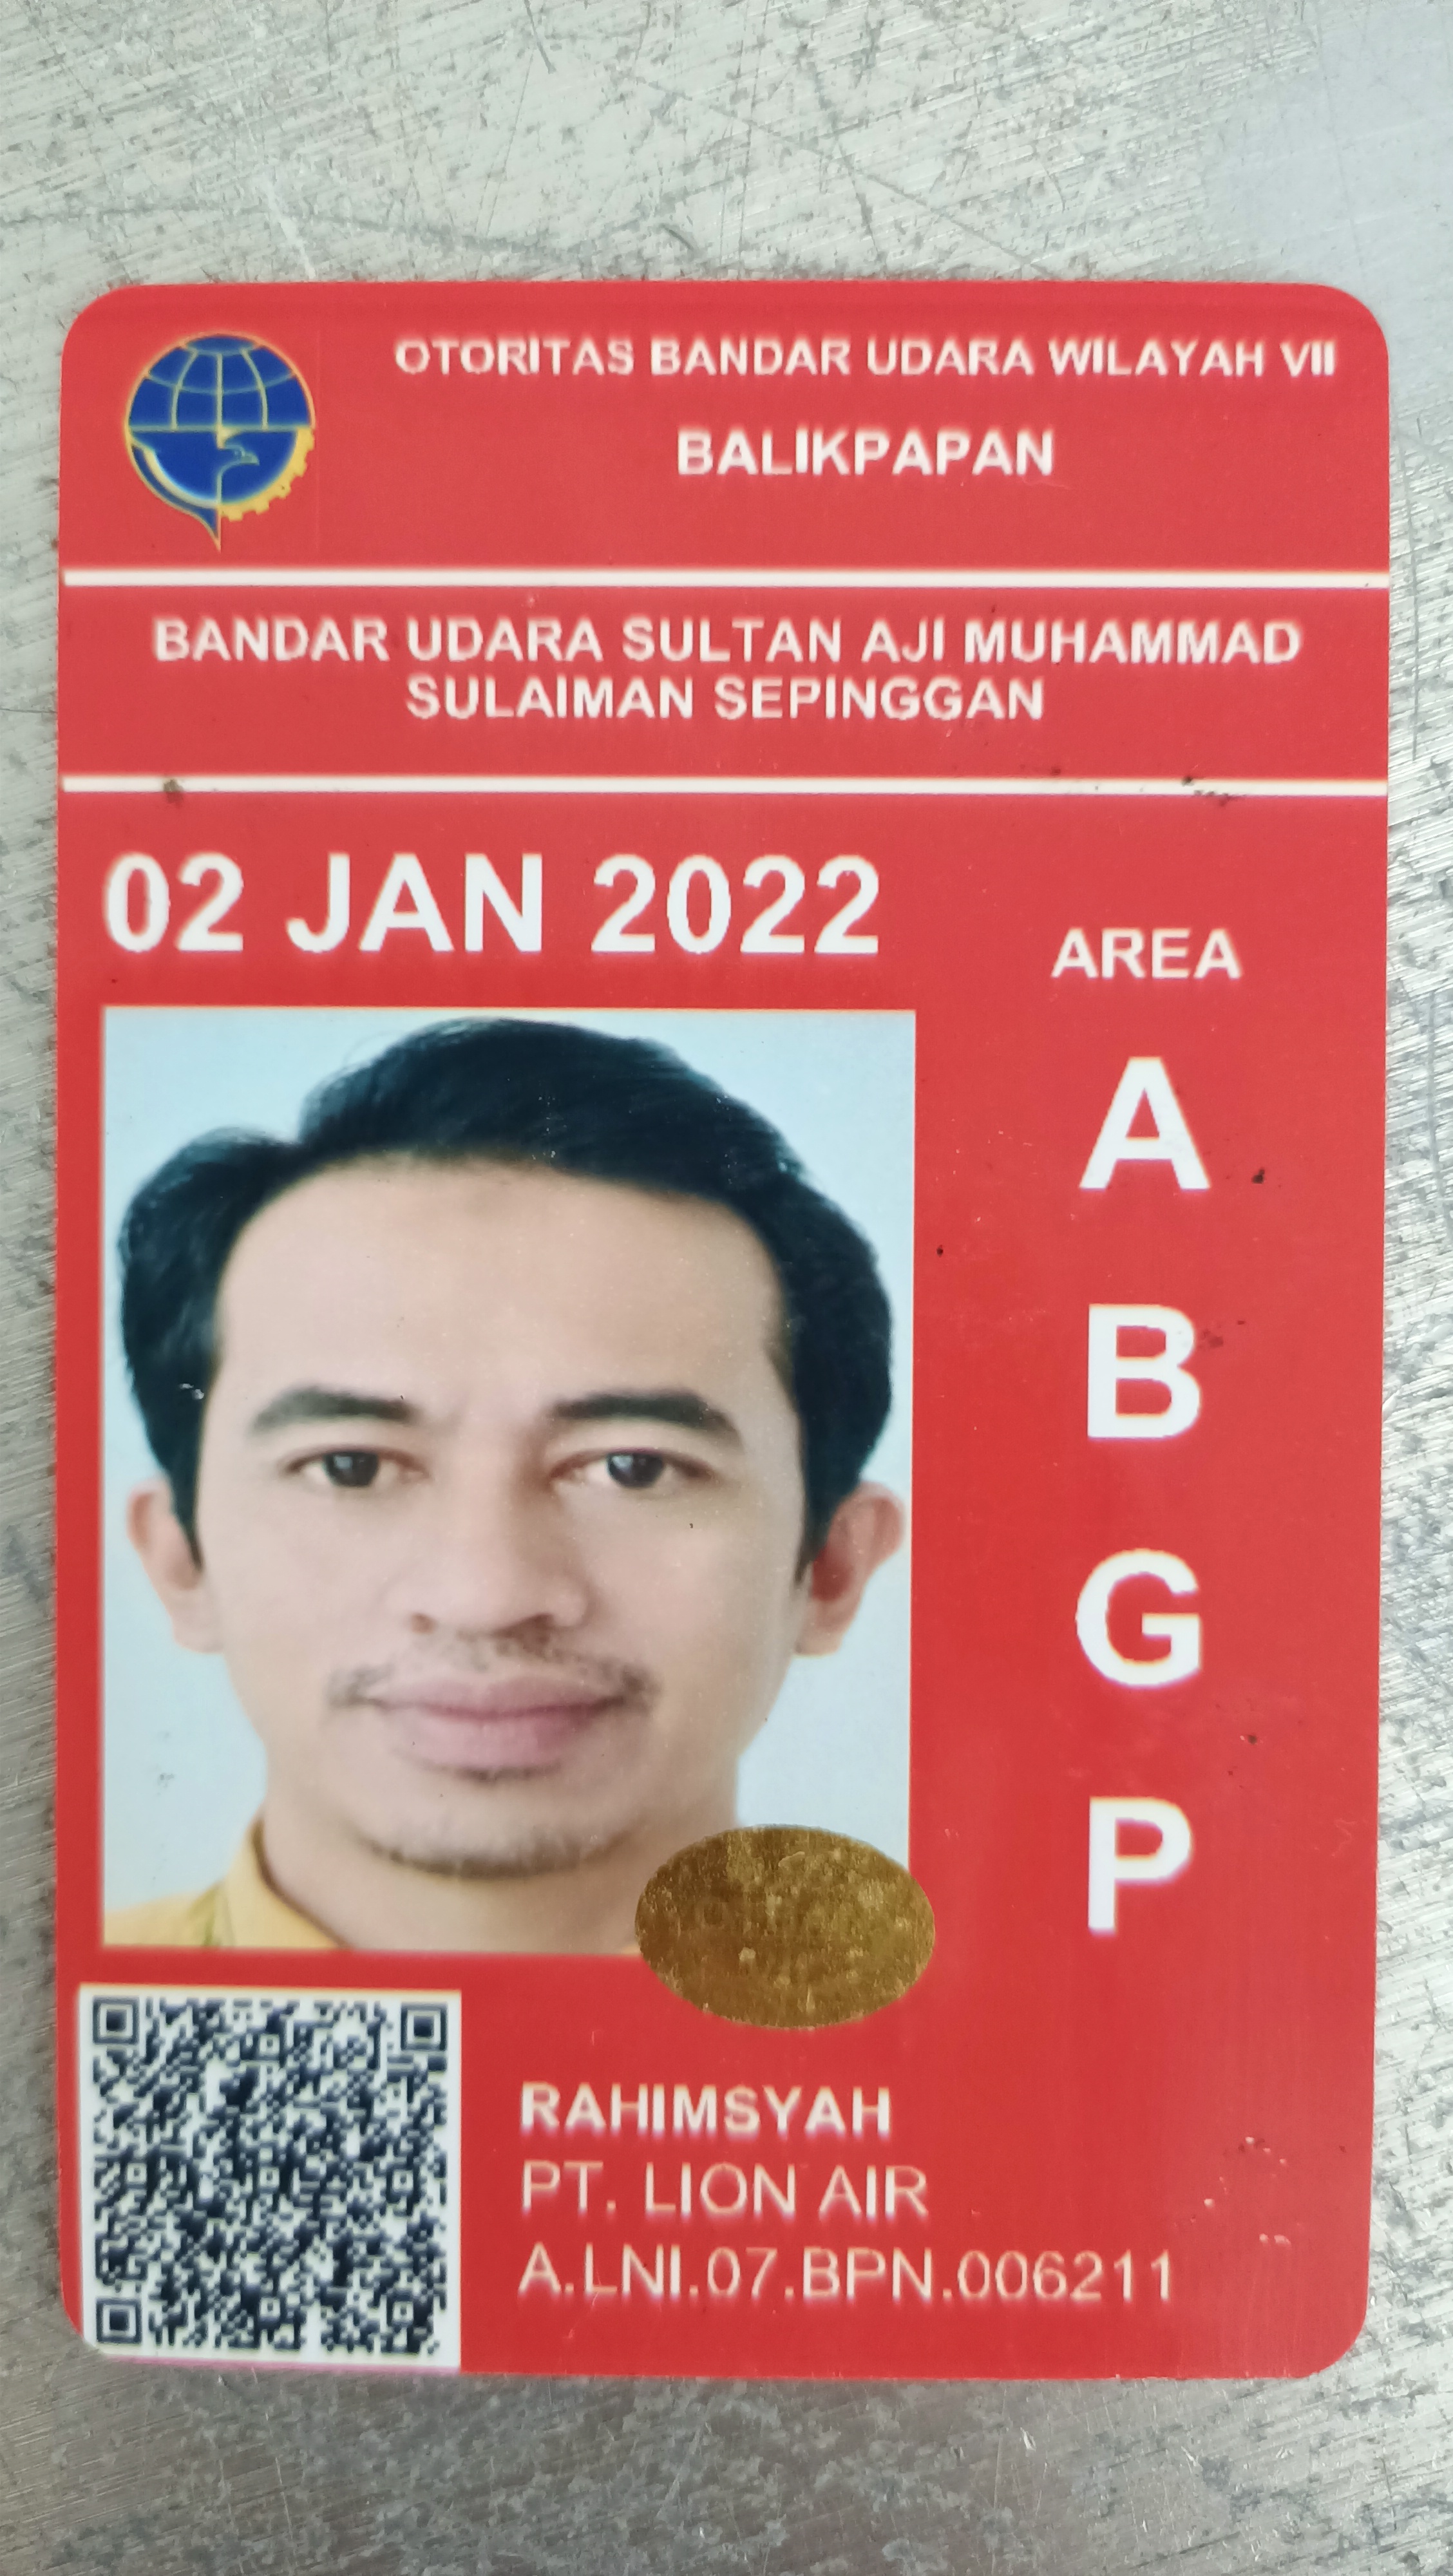 OTORITAS BANDAR UDARA WILAYAH VII
BALIKPAPAN
BANDAR UDARA SULTAN AJI MUHAMMAD
SULAIMAN SEPINGGAN
02 JAN 2022
AREA
A
B
G
P
RAHIMSYAH
PT. LION AIR
A.LNI.07.BPN.006211